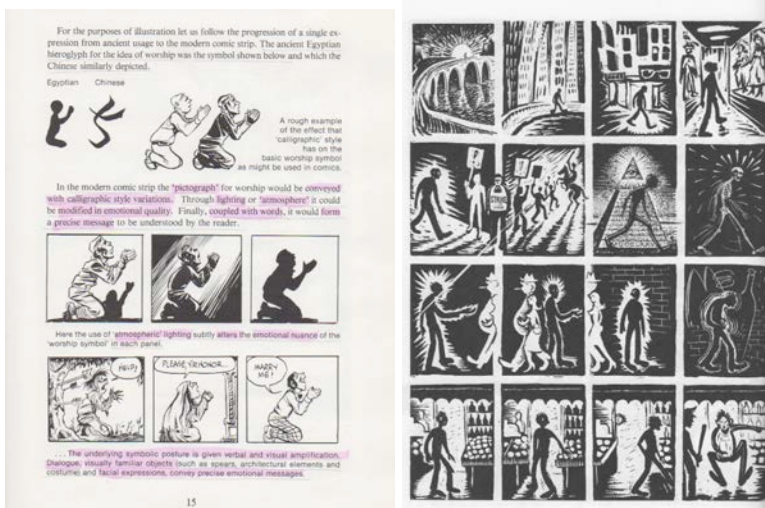 For the purposes of illustration let us follow the progression of a single ex-
pression from ancient usage to the modern comic strip. The ancient Egyptian
hieroglyph for the idea of worship was the symbol shown below and which the
Chinese similarly depicted.
Egyptian Chinese
A rough example
of the effect that
'calligraphic' style
has on the
basic worship symbol
as might be used in comics.
In the modern comic strip the 'pictograph' for worship would be conveyed
with calligraphic style variations. Through lighting or 'atmosphere' it could
be modified in emotional quality. Finally, coupled with words, it would form
a precise message to be understood by the reader.
Here the use of 'atmospheric' lighting subtly alters the emotional nuance of the
'worship symbol' in each panel.
HELP!
PLEASE, YR HONOR...
MARRY
ME!
... The underlying symbolic posture is given verbal and visual amplification.
Dialogue, visually familiar objects (such as spears, architectural elements and
costume) and facial expressions, convey precise emotional messages.
15